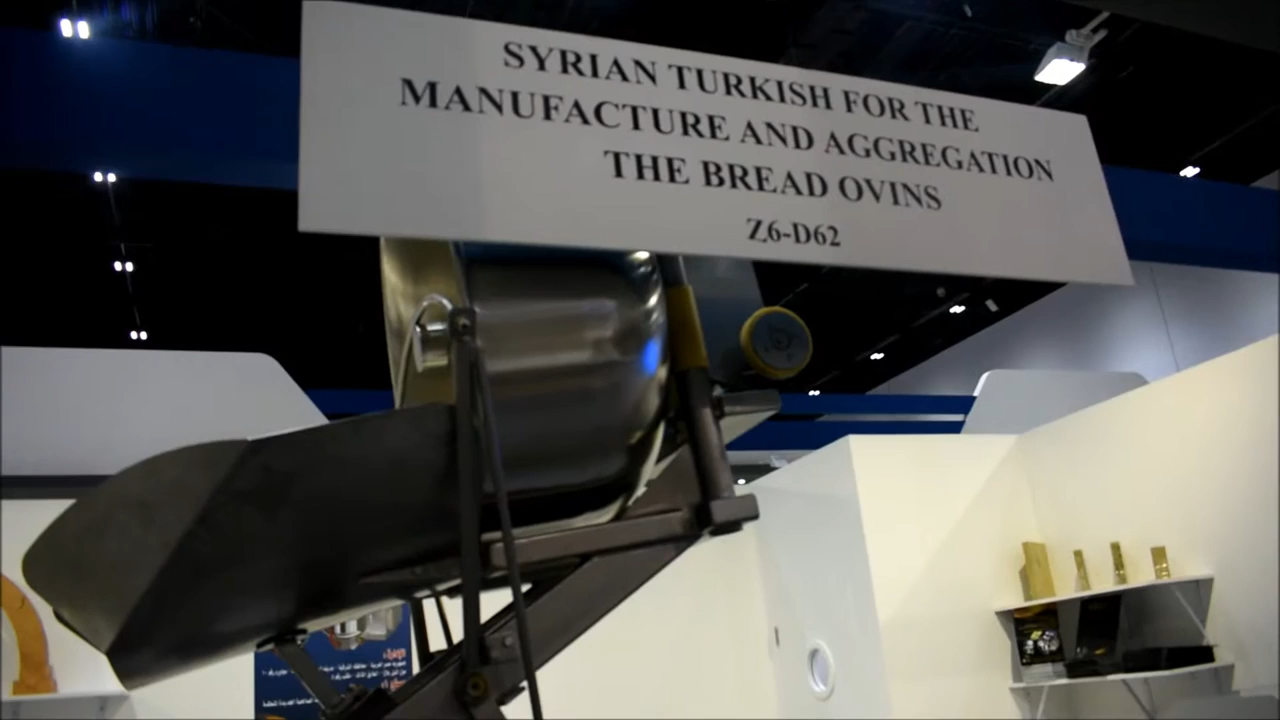 SYRIAN TURKISH FOR THE
MANUFACTURE AND AGGREGATION
THE BREAD OVINS
Z6-D62